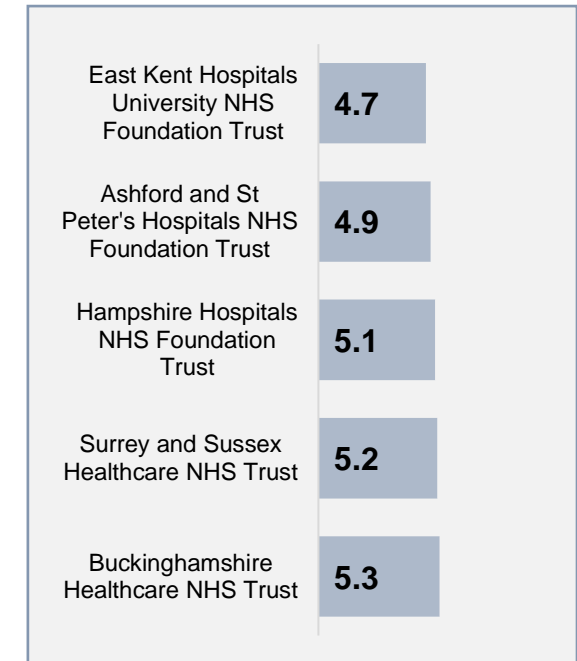 East Kent Hospitals
University NHS
Foundation Trust
4.7
Ashford and St
Peter's Hospitals NHS
Foundation Trust
4.9
Hampshire Hospitals
NHS Foundation
Trust
5.1
Surrey and Sussex
Healthcare NHS Trust
5.2
Buckinghamshire
Healthcare NHS Trust
5.3